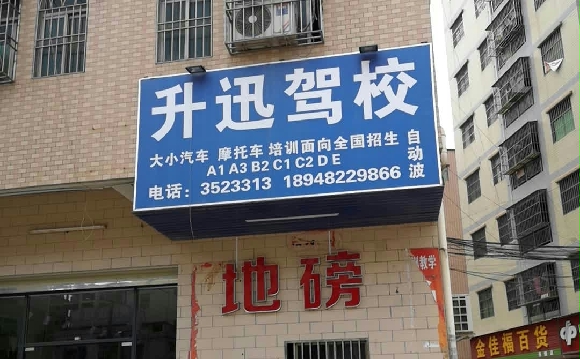 升迅驾校
大小汽车 摩托车 培训面向全国招生
A1 A3 B2 C1 C2 D E
自动波
电话：3523313 18948229866
地磅
教学
金佳福百货